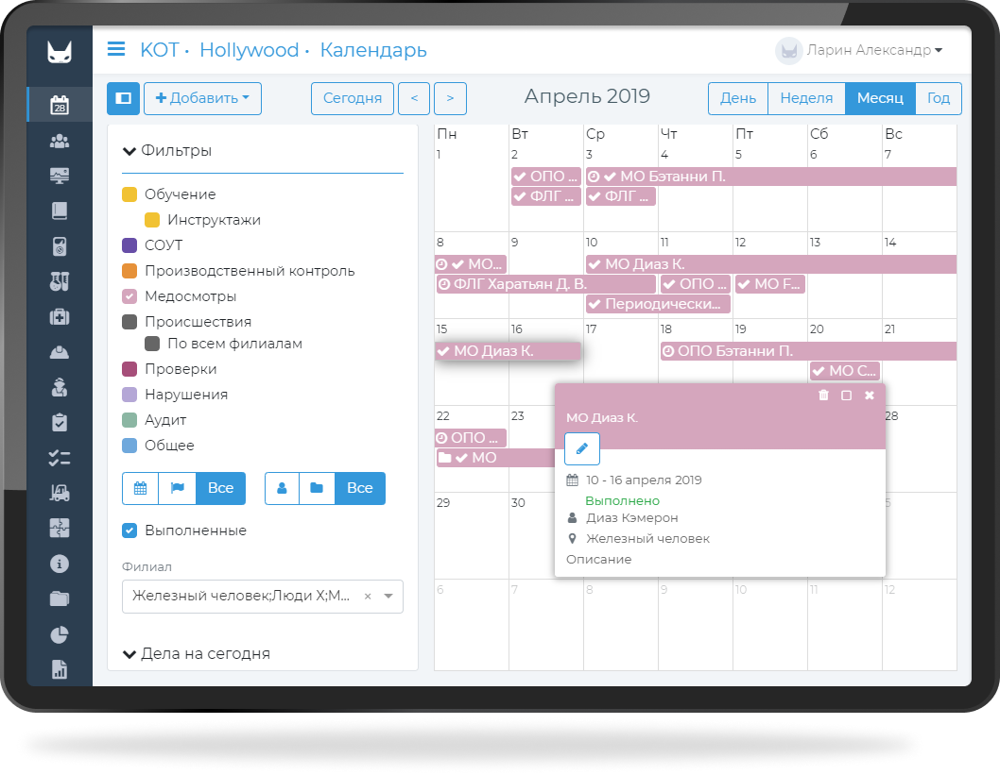 KOT · Hollywood · Календарь
Ларин Александр
28
Добавить
Сегодня < >
Апрель 2019
День Неделя Месяц Год
Фильтры
Обучение
Инструктажи
СОУТ
Производственный контроль
Медосмотры
Происшествия
По всем филиалам
Проверки
Нарушения
Аудит
Общее
Все Все
Выполненные
Филиал
Железный человек;Люди X;М... ×
Дела на сегодня
Пн Вт Ср Чт Пт Сб Вс
1 2 3 4 5 6 7
ОПО ... МО Бэтанни П.
ФЛГ ... ФЛГ ...
8 9 10 11 12 13 14
МО... МО Диаз К.
ФЛГ Харатьян Д. В. ОПО ... МО F...
Периодически...
15 16 17 18 19 20 21
МО Диаз К. ОПО Бэтанни П.
МО С...
22 23 28
ОПО ...
МО
МО Диаз К.
10 - 16 апреля 2019
Выполнено
Диаз Кэмерон
Железный человек
Описание
29 30 5
6 7 8 9 10 11 12